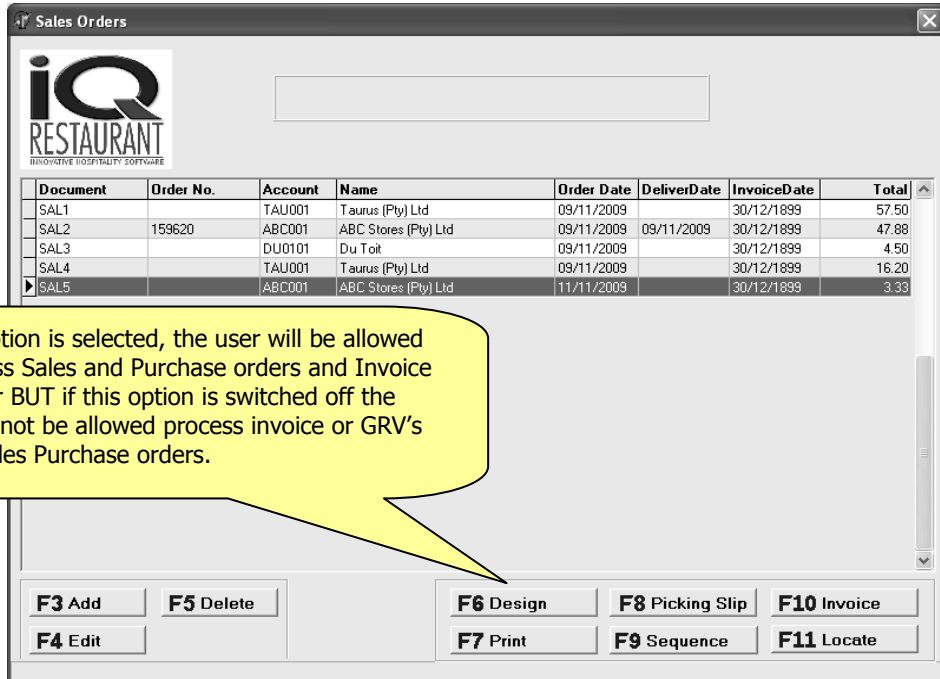 Sales Orders
iQ
RESTAURANT
INNOVATIVE HOSPITALITY SOFTWARE
Document Order No. Account Name Order Date DeliverDate InvoiceDate Total
SAL1 TAU001 Taurus (Pty) Ltd 09/11/2009 30/12/1899 57.50
SAL2 159620 ABC001 ABC Stores (Pty) Ltd 09/11/2009 09/11/2009 30/12/1899 47.88
SAL3 DU0101 Du Toit 09/11/2009 30/12/1899 4.50
SAL4 TAU001 Taurus (Pty) Ltd 09/11/2009 30/12/1899 16.20
SAL5 ABC001 ABC Stores (Pty) Ltd 11/11/2009 30/12/1899 3.33
tion is selected, the user will be allowed
ss Sales and Purchase orders and Invoice
r BUT if this option is switched off the
not be allowed process invoice or GRV’s
les Purchase orders.
F3 Add F5 Delete F6 Design F8 Picking Slip F10 Invoice
F4 Edit F7 Print F9 Sequence F11 Locate